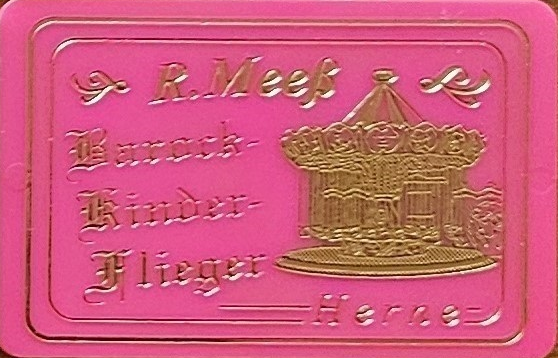 R. Meeß
Barock-
Kinder-
Flieger
Herne